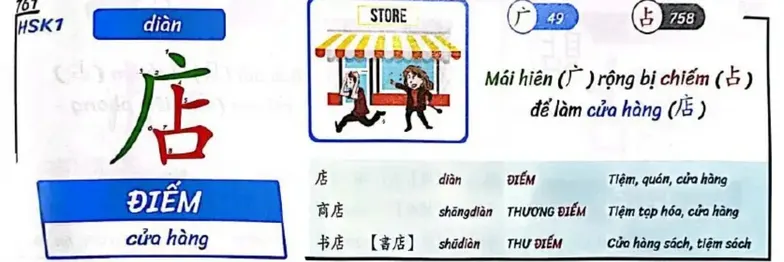 761
HSK1
diàn
店
ĐIẾM
cửa hàng
STORE
广 49
占 758
Mái hiên (广) rộng bị chiếm (占)
để làm cửa hàng (店)
店 diàn ĐIẾM Tiệm, quán, cửa hàng
商店 shāngdiàn THƯƠNG ĐIẾM Tiệm tạp hóa, cửa hàng
书店 【書店】 shūdiàn THƯ ĐIẾM Cửa hàng sách, tiệm sách